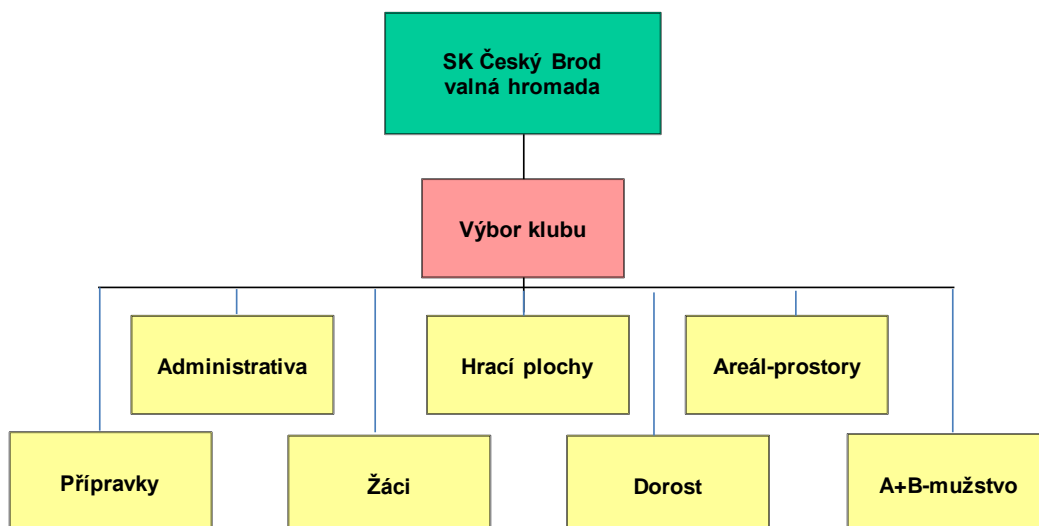 SK Český Brod
valná hromada
Výbor klubu
Administrativa
Hrací plochy
Areál-prostory
Přípravky
Žáci
Dorost
A+B-mužstvo